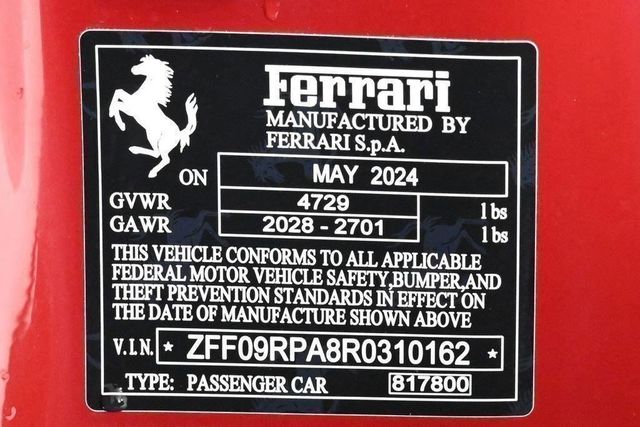 Ferrari
MANUFACTURED BY
FERRARI S.p.A.
ON MAY 2024
GVWR 4729 lbs
GAWR 2028 - 2701 lbs
THIS VEHICLE CONFORMS TO ALL APPLICABLE
FEDERAL MOTOR VEHICLE SAFETY,BUMPER,AND
THEFT PREVENTION STANDARDS IN EFFECT ON
THE DATE OF MANUFACTURE SHOWN ABOVE
V.I.N. * ZFF09RPA8R0310162 *
TYPE: PASSENGER CAR 817800